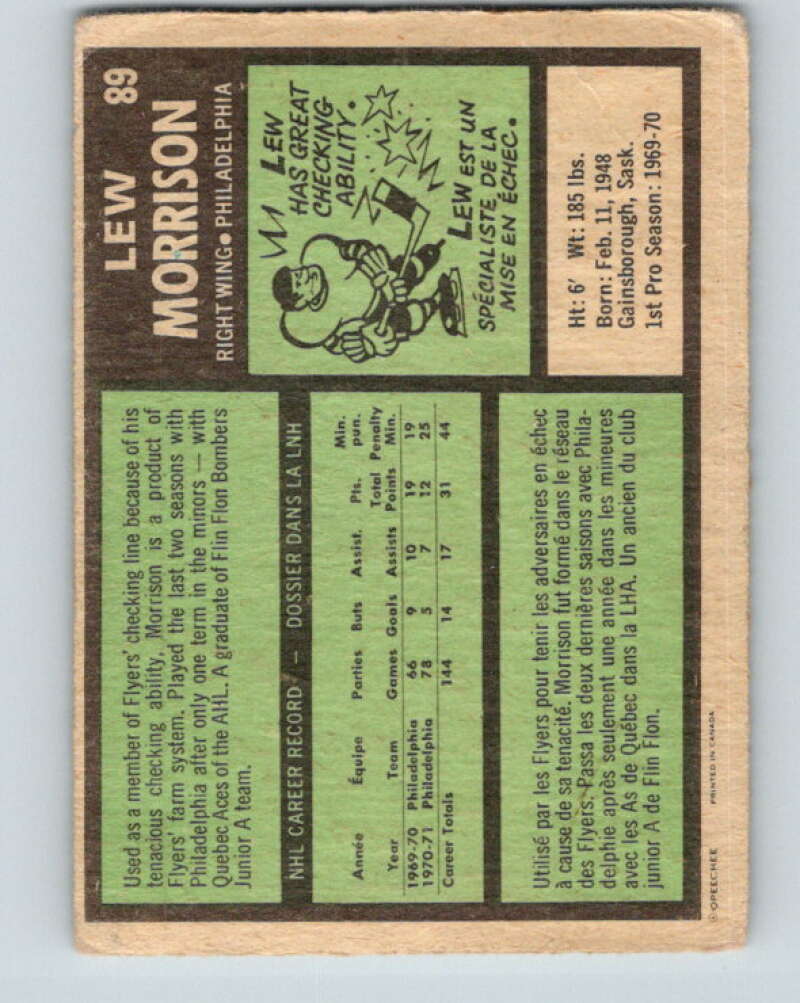 89
LEW
MORRISON
RIGHT WING • PHILADELPHIA
LEW
HAS GREAT
CHECKING
ABILITY.
LEW EST UN
SPÉCIALISTE DE LA
MISE EN ÉCHEC.
Ht: 6' Wt: 185 lbs.
Born: Feb. 11, 1948
Gainsborough, Sask.
1st Pro Season: 1969-70
Used as a member of Flyers' checking line because of his
tenacious checking ability, Morrison is a product of
Flyers' farm system. Played the last two seasons with
Philadelphia after only one term in the minors — with
Quebec Aces of the AHL. A graduate of Flin Flon Bombers
Junior A team.
NHL CAREER RECORD — DOSSIER DANS LA LNH
Année Équipe Parties Buts Assist. Pts. Min. pun.
Year Team Games Goals Assists Total Points Penalty Min.
1969-70 Philadelphia 66 9 10 19 19
1970-71 Philadelphia 78 5 7 12 25
Career Totals 144 14 17 31 44
Utilisé par les Flyers pour tenir les adversaires en échec
à cause de sa tenacité. Morrison fut formé dans le réseau
des Flyers. Passa les deux dernières saisons avec Phila-
delphie après seulement une année dans les mineures
avec les As de Québec dans la LHA. Un ancien du club
junior A de Flin Flon.
© OPEECHEE PRINTED IN CANADA